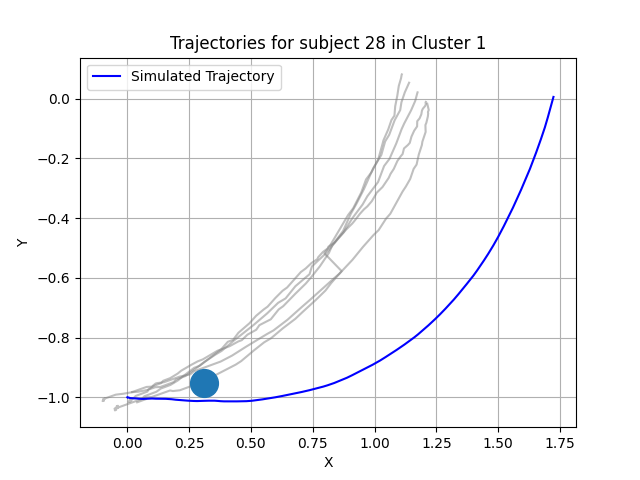 Trajectories for subject 28 in Cluster 1
Simulated Trajectory
0.0
−0.2
−0.4
−0.6
−0.8
−1.0
Y
0.00 0.25 0.50 0.75 1.00 1.25 1.50 1.75
X